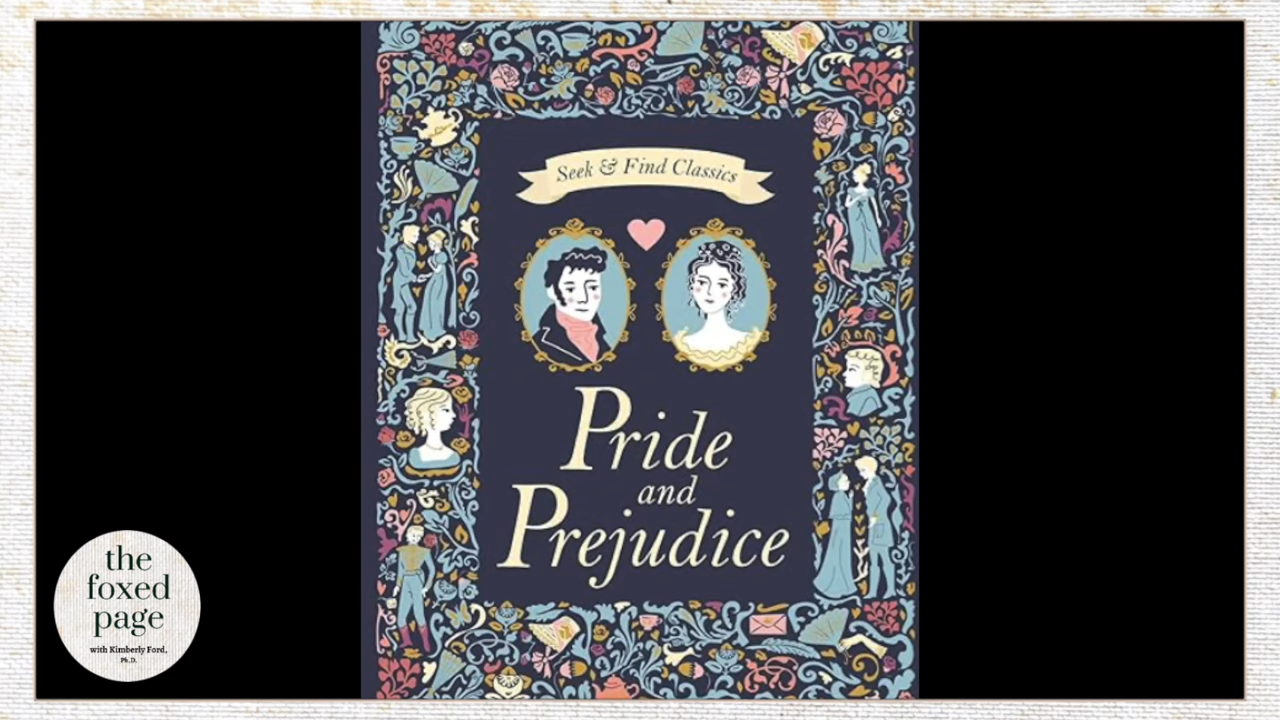 Seek & Find Classics
Pride
and
Prejudice
the
foxed
page
with Kimberly Ford,
Ph.D.